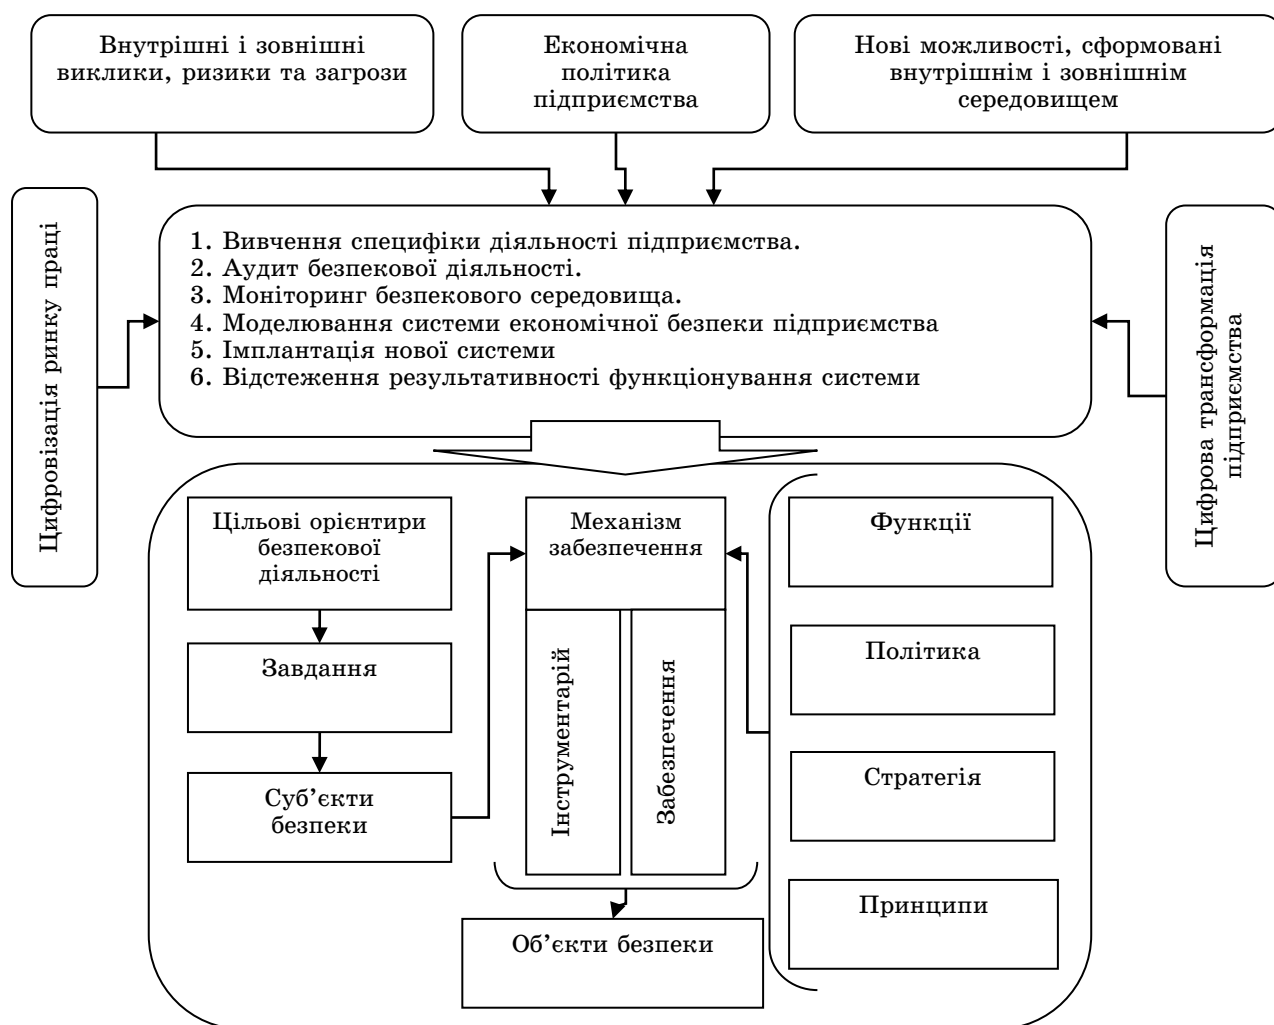 Внутрішні і зовнішні
виклики, ризики та загрози
Економічна
політика
підприємства
Нові можливості, сформовані
внутрішнім і зовнішнім
середовищем
Цифровізація ринку праці
1. Вивчення специфіки діяльності підприємства.
2. Аудит безпекової діяльності.
3. Моніторинг безпекового середовища.
4. Моделювання системи економічної безпеки підприємства
5. Імплантація нової системи
6. Відстеження результативності функціонування системи
Цифрова трансформація
підприємства
Цільові орієнтири
безпекової
діяльності
Завдання
Суб’єкти
безпеки
Механізм
забезпечення
Інструментарій
Забезпечення
Об’єкти безпеки
Функції
Політика
Стратегія
Принципи